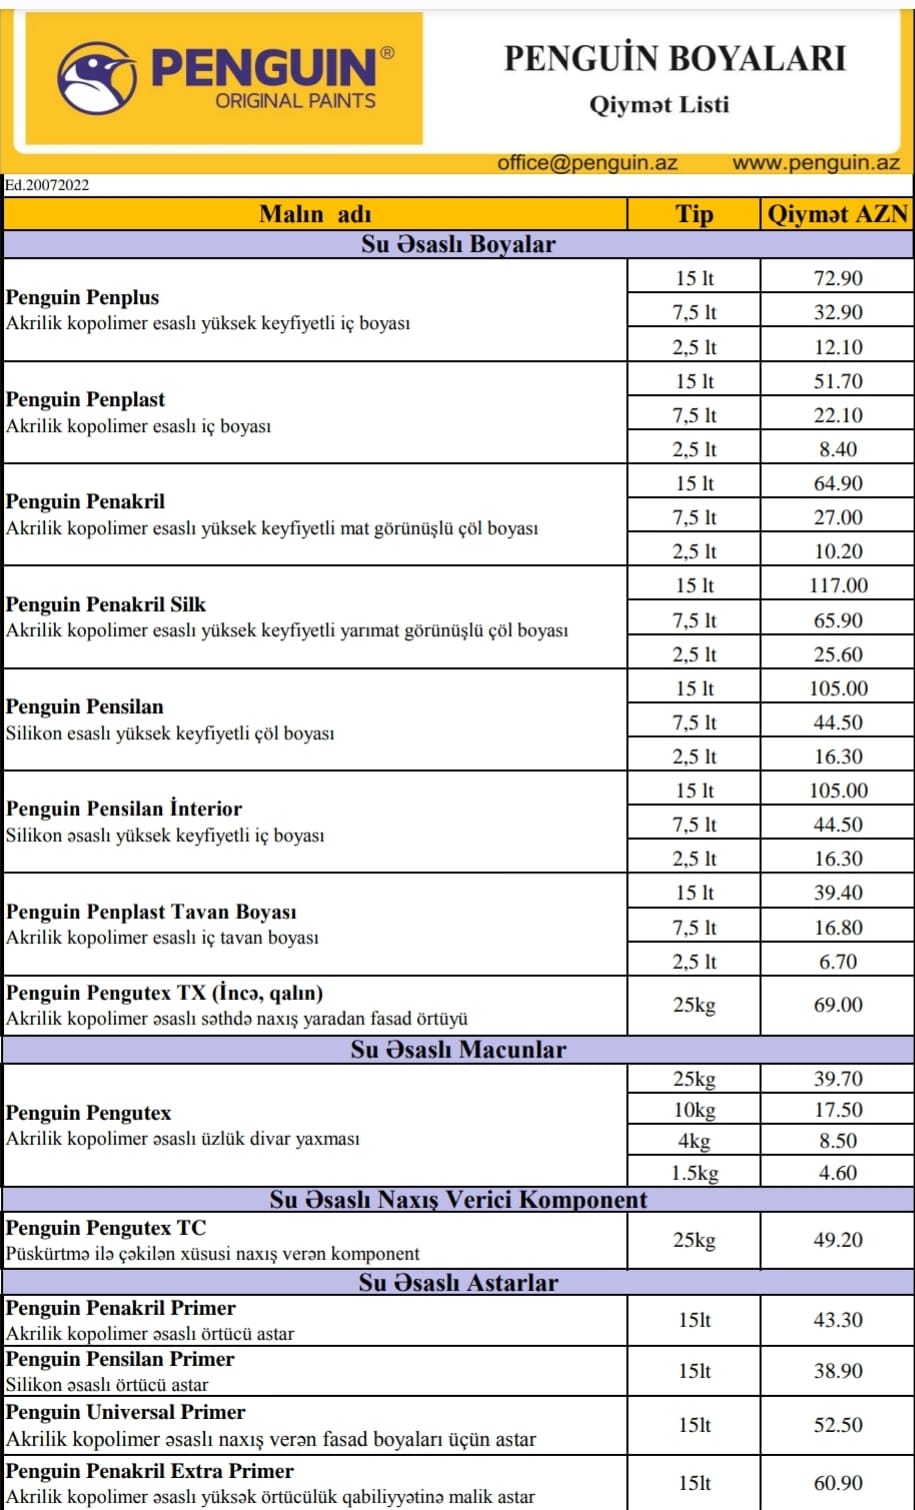 PENGUIN®
ORIGINAL PAINTS
PENGUİN BOYALARI
Qiymət Listi
office@penguin.az www.penguin.az
Ed.20072022
Malın adı Tip Qiymət AZN
Su Əsaslı Boyalar
Penguin Penplus
Akrilik kopolimer esaslı yüksek keyfiyetli iç boyası
15 lt 72.90
7,5 lt 32.90
2,5 lt 12.10
Penguin Penplast
Akrilik kopolimer esaslı iç boyası
15 lt 51.70
7,5 lt 22.10
2,5 lt 8.40
Penguin Penakril
Akrilik kopolimer esaslı yüksek keyfiyetli mat görünüşlü çöl boyası
15 lt 64.90
7,5 lt 27.00
2,5 lt 10.20
Penguin Penakril Silk
Akrilik kopolimer esaslı yüksek keyfiyetli yarımat görünüşlü çöl boyası
15 lt 117.00
7,5 lt 65.90
2,5 lt 25.60
Penguin Pensilan
Silikon esaslı yüksek keyfiyetli çöl boyası
15 lt 105.00
7,5 lt 44.50
2,5 lt 16.30
Penguin Pensilan İnterior
Silikon əsaslı yüksek keyfiyetli iç boyası
15 lt 105.00
7,5 lt 44.50
2,5 lt 16.30
Penguin Penplast Tavan Boyası
Akrilik kopolimer esaslı iç tavan boyası
15 lt 39.40
7,5 lt 16.80
2,5 lt 6.70
Penguin Pengutex TX (İncə, qalın)
Akrilik kopolimer əsaslı səthdə naxış yaradan fasad örtüyü
25kg 69.00
Su Əsaslı Macunlar
Penguin Pengutex
Akrilik kopolimer əsaslı üzlük divar yaxması
25kg 39.70
10kg 17.50
4kg 8.50
1.5kg 4.60
Su Əsaslı Naxış Verici Komponent
Penguin Pengutex TC
Püskürtmə ilə çəkilən xüsusi naxış verən komponent
25kg 49.20
Su Əsaslı Astarlar
Penguin Penakril Primer
Akrilik kopolimer əsaslı örtücü astar
15lt 43.30
Penguin Pensilan Primer
Silikon əsaslı örtücü astar
15lt 38.90
Penguin Universal Primer
Akrilik kopolimer əsaslı naxış verən fasad boyaları üçün astar
15lt 52.50
Penguin Penakril Extra Primer
Akrilik kopolimer əsaslı yüksək örtücülük qabiliyyətinə malik astar
15lt 60.90